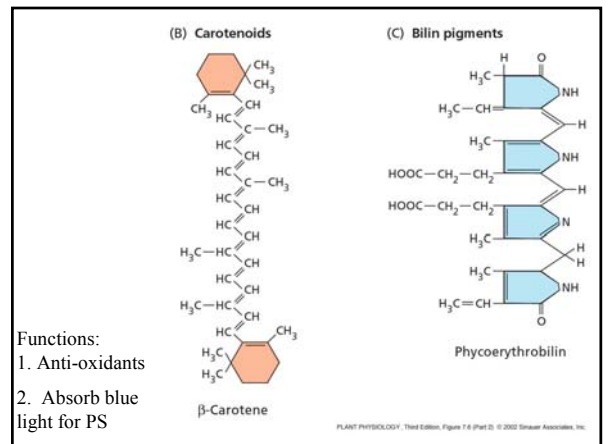 (B) Carotenoids
CH3
CH3
CH3
CH
HC
C—CH3
HC
CH
HC
C—CH3
HC
CH
HC
CH
HC
CH
H3C—HC
CH
HC
CH
H3C—HC
CH
HC
CH3
H3C
H3C
β-Carotene
(C) Bilin pigments
H
O
H3C
NH
H3C—HC
H
H3C
NH
HOOC—CH2—CH2
H
HOOC—CH2—CH2
N
H3C
H
H
H3C
NH
H3C=CH
O
Phycoerythrobilin
Functions:
1. Anti-oxidants
2. Absorb blue
light for PS
PLANT PHYSIOLOGY, Third Edition, Figure 7.6 (Part 2) © 2002 Sinauer Associates, Inc.